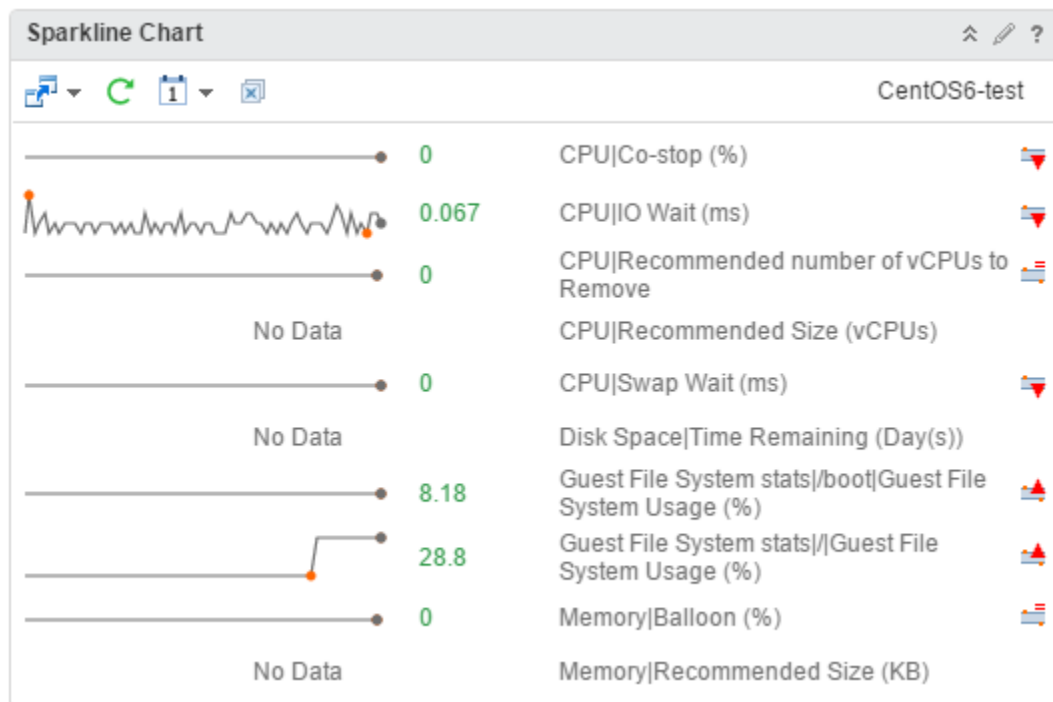 Sparkline Chart ?
1 CentOS6-test
0 CPU|Co-stop (%)
0.067 CPU|IO Wait (ms)
0 CPU|Recommended number of vCPUs to
Remove
No Data CPU|Recommended Size (vCPUs)
0 CPU|Swap Wait (ms)
No Data Disk Space|Time Remaining (Day(s))
8.18 Guest File System stats|/boot|Guest File
System Usage (%)
28.8 Guest File System stats|/|Guest File
System Usage (%)
0 Memory|Balloon (%)
No Data Memory|Recommended Size (KB)